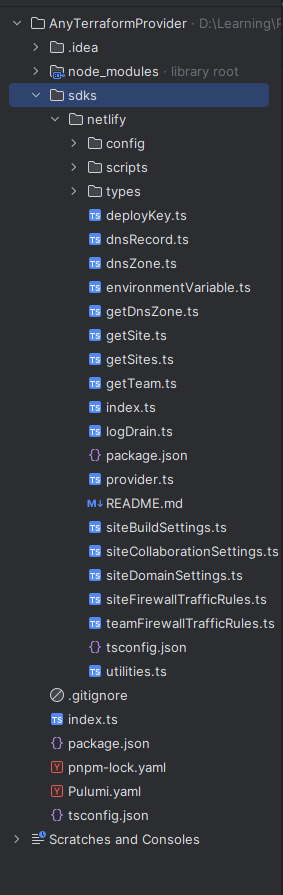 AnyTerraformProvider · D:\Learning\
.idea
node_modules · library root
sdks
netlify
config
scripts
types
TS deployKey.ts
TS dnsRecord.ts
TS dnsZone.ts
TS environmentVariable.ts
TS getDnsZone.ts
TS getSite.ts
TS getSites.ts
TS getTeam.ts
TS index.ts
TS logDrain.ts
{} package.json
TS provider.ts
M↓ README.md
TS siteBuildSettings.ts
TS siteCollaborationSettings.ts
TS siteDomainSettings.ts
TS siteFirewallTrafficRules.ts
TS teamFirewallTrafficRules.ts
{} tsconfig.json
TS utilities.ts
.gitignore
TS index.ts
{} package.json
Y pnpm-lock.yaml
Y Pulumi.yaml
{} tsconfig.json
Scratches and Consoles